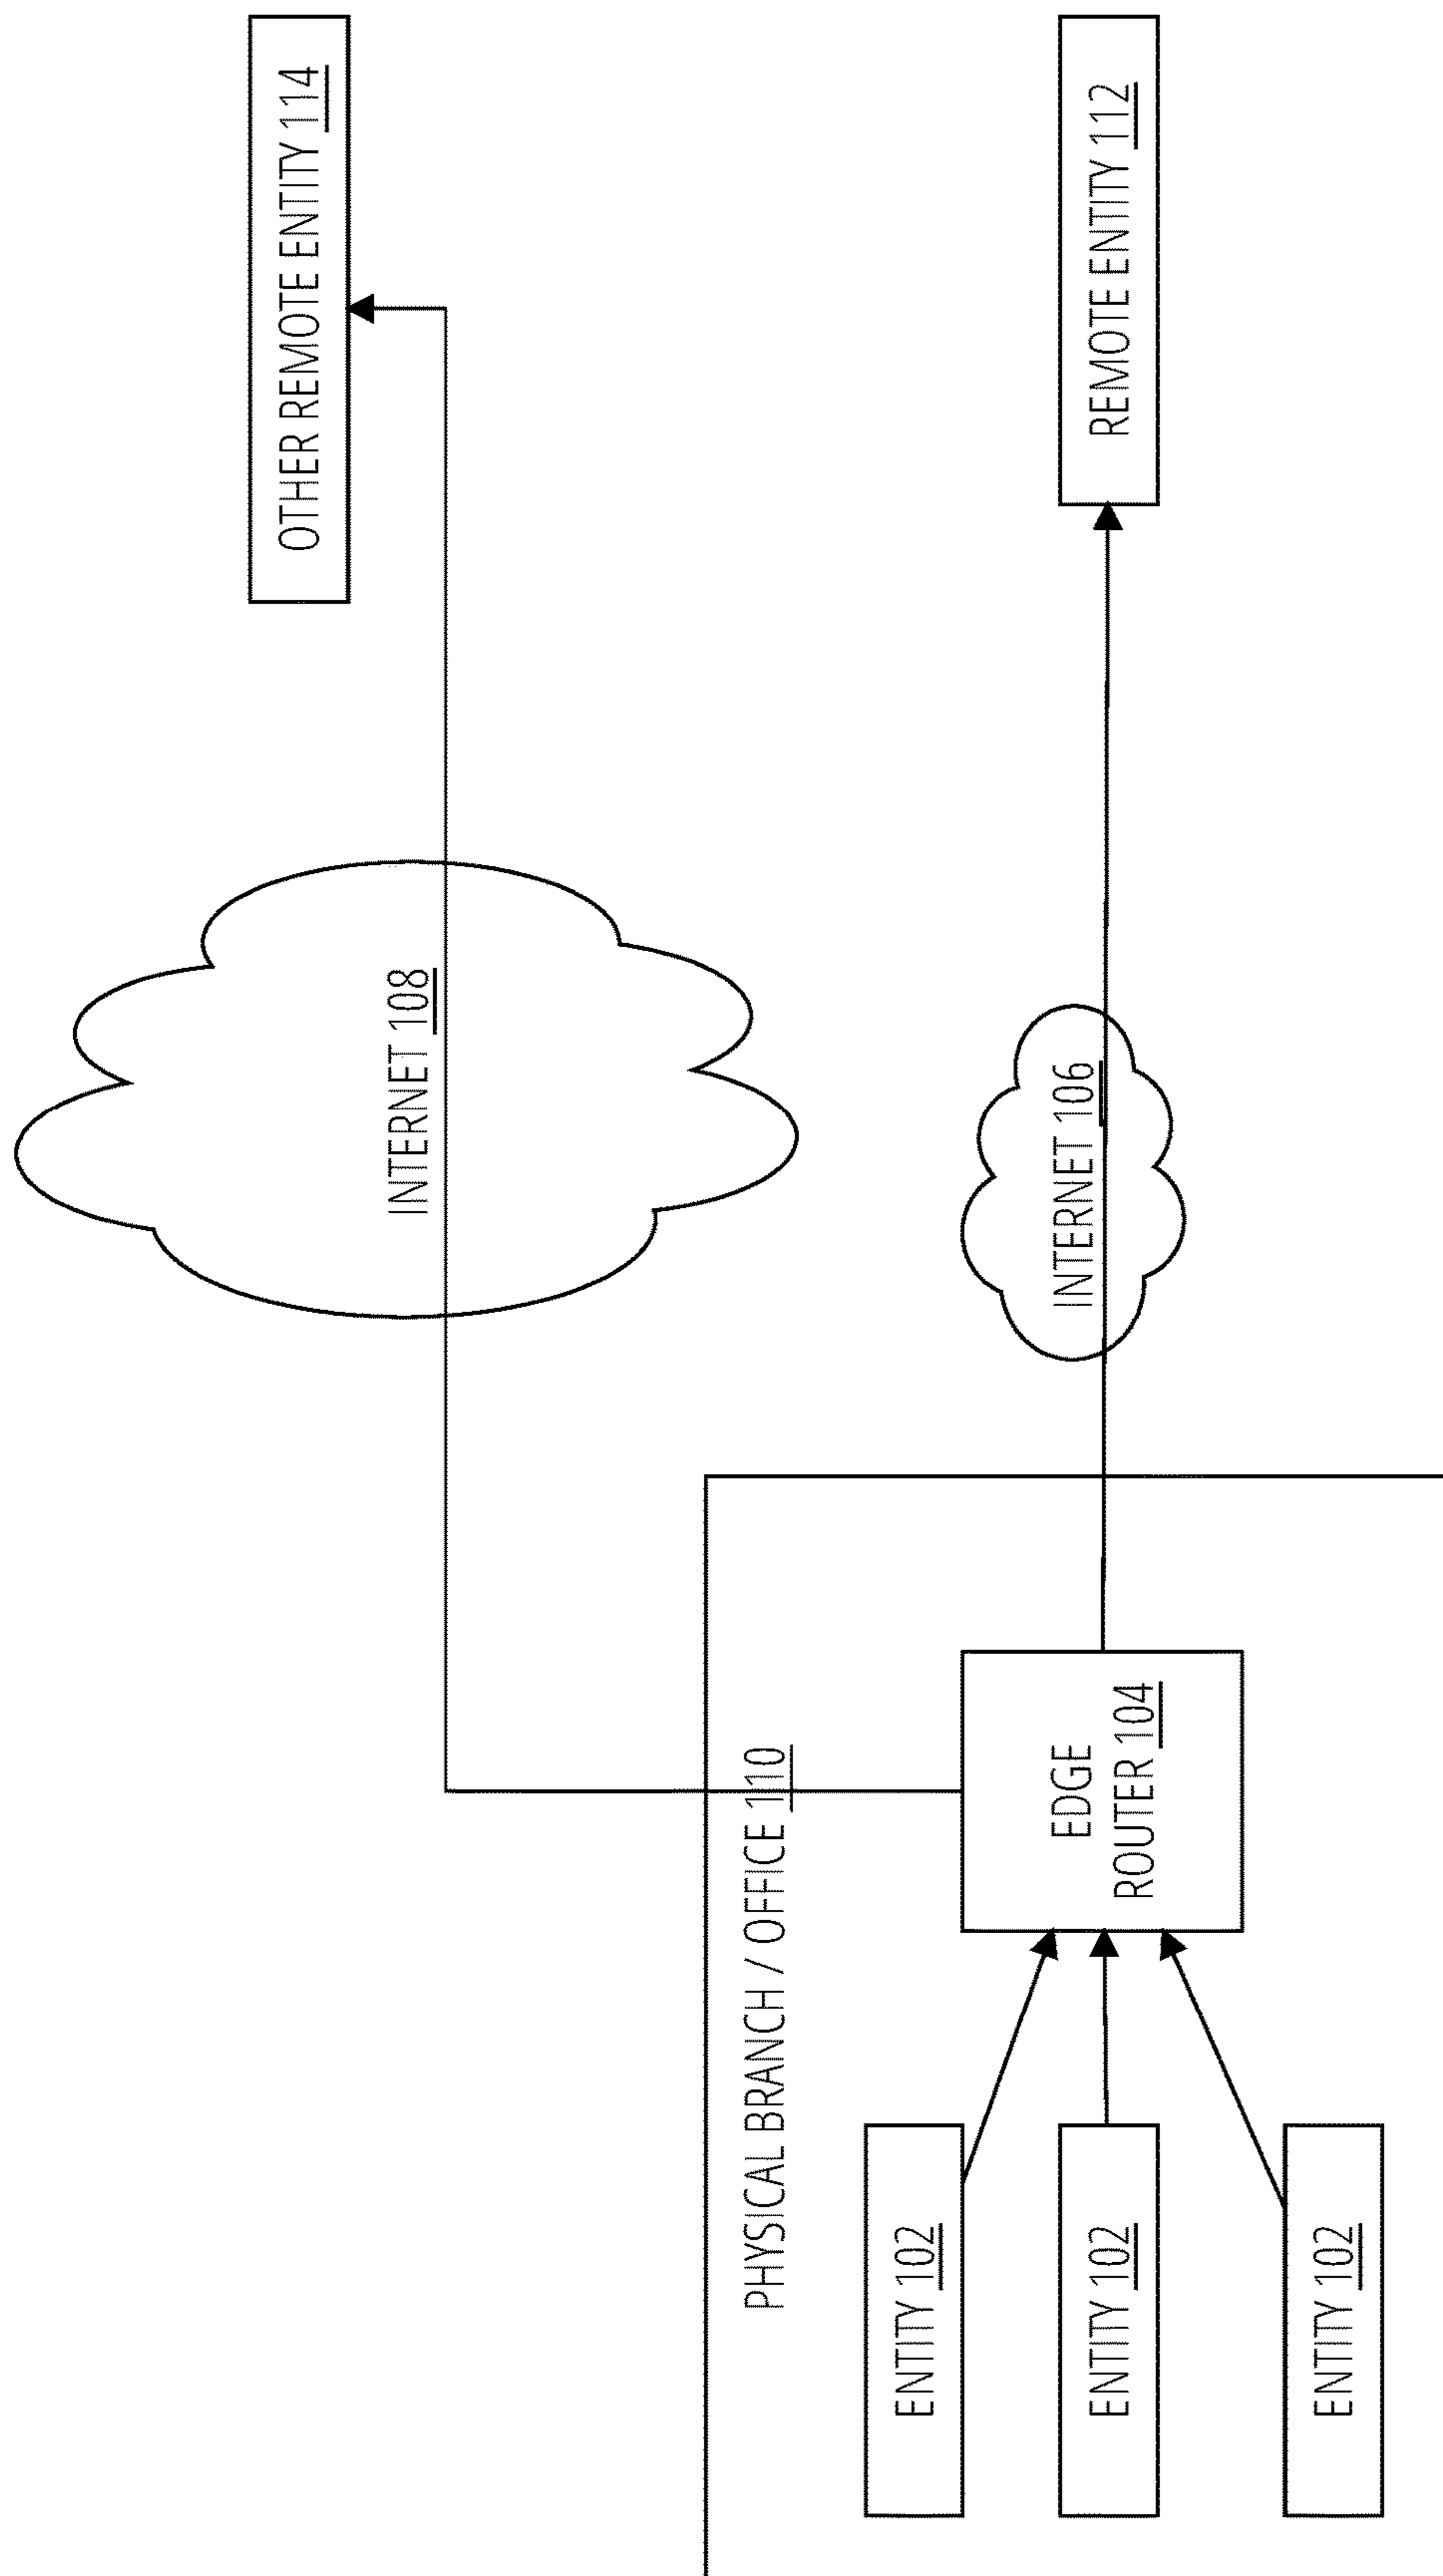 OTHER REMOTE ENTITY 114
INTERNET 108
PHYSICAL BRANCH / OFFICE 110
ENTITY 102
ENTITY 102
ENTITY 102
EDGE
ROUTER 104
INTERNET 106
REMOTE ENTITY 112